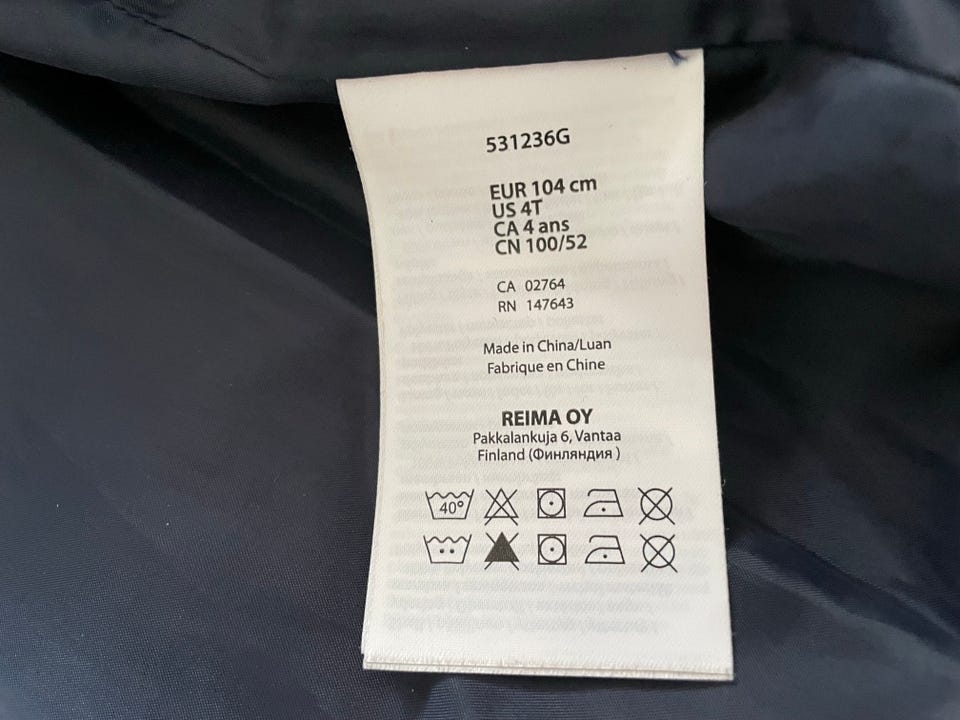 531236G
EUR 104 cm
US 4T
CA 4 ans
CN 100/52
CA 02764
RN 147643
Made in China/Luan
Fabrique en Chine
REIMA OY
Pakkalankuja 6, Vantaa
Finland (Финляндия )
40°